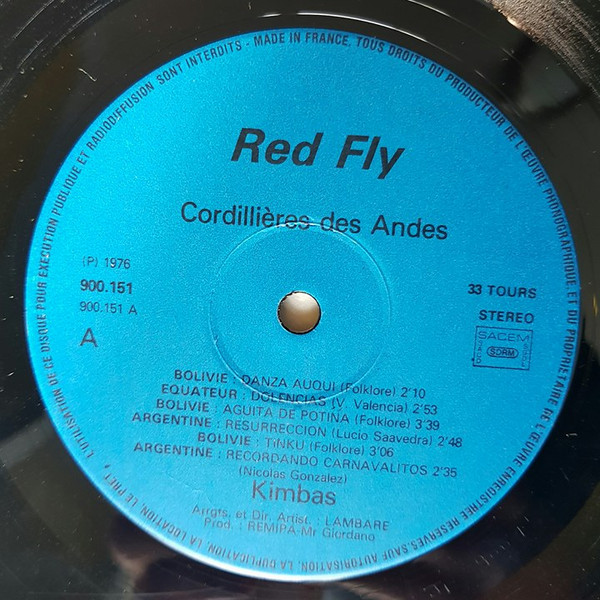 Red Fly
Cordillières des Andes
(P) 1976
900.151
900.151 A
A
33 TOURS
STEREO
SACEM
SDRM
BOLIVIE : DANZA AUQUI (Folklore) 2'10
EQUATEUR : DOLENCIAS (V. Valencia) 2'53
BOLIVIE : AGUITA DE POTINA (Folklore) 3'39
ARGENTINE : RESURRECCION (Lucio Saavedra) 2'48
BOLIVIE : TiNKU (Folklore) 3'06
ARGENTINE : RECORDANDO CARNAVALITOS 2'35
(Nicolas Gonzalez)
Kimbas
Arrgts. et Dir. Artist. : LAMBARE
Prod. : REMIPA-Mr Giordano
MADE IN FRANCE. TOUS DROITS DU PRODUCTEUR DE L'ŒUVRE PHONOGRAPHIQUE ET DU PROPRIETAIRE DE L'ŒUVRE ENREGISTREE RESERVES. SAUF AUTORISATION, LA DUPLICATION, LA LOCATION, LE PRET, L'UTILISATION DE CE DISQUE POUR EXECUTION PUBLIQUE ET RADIODIFFUSION SONT INTERDITS -